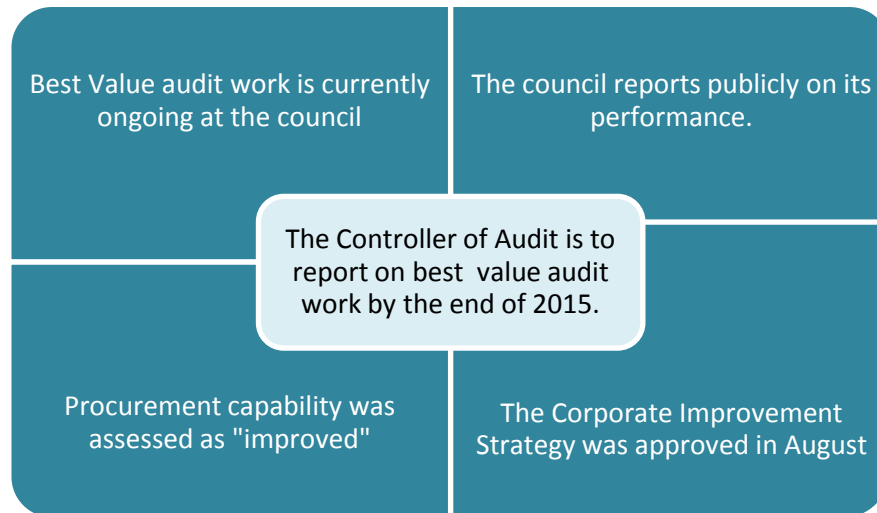 Best Value audit work is currently
ongoing at the council
The council reports publicly on its
performance.
The Controller of Audit is to
report on best value audit
work by the end of 2015.
Procurement capability was
assessed as "improved"
The Corporate Improvement
Strategy was approved in August